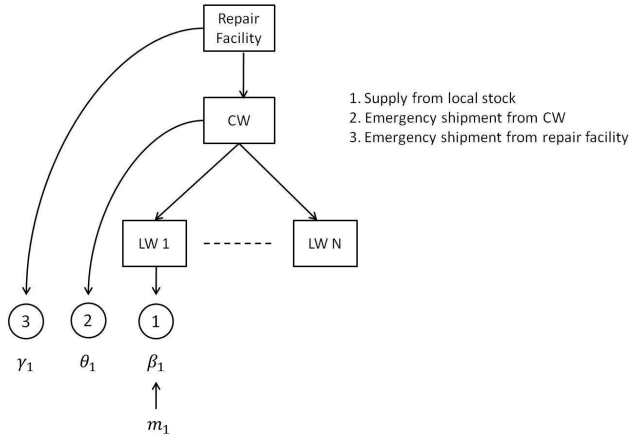 Repair
Facility
CW
1. Supply from local stock
2. Emergency shipment from CW
3. Emergency shipment from repair facility
LW 1
LW N
3
2
1
γ₁
θ₁
β₁
m₁